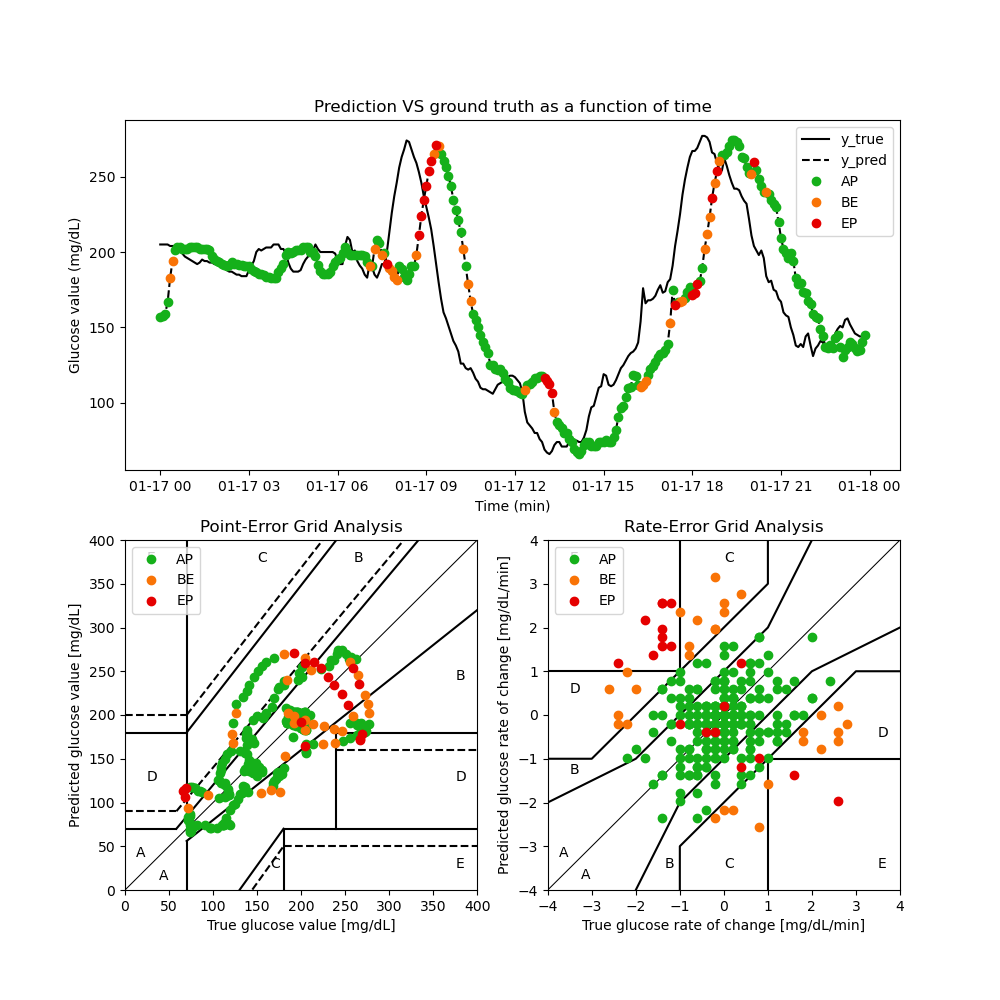 Prediction VS ground truth as a function of time
Glucose value (mg/dL)
250
200
150
100
y_true
y_pred
AP
BE
EP
01-17 00 01-17 03 01-17 06 01-17 09 01-17 12 01-17 15 01-17 18 01-17 21 01-18 00
Time (min)
Point-Error Grid Analysis
Predicted glucose value [mg/dL]
400
350
300
250
200
150
100
50
0
AP
BE
EP
C
B
B
D
D
A
A
C
E
0 50 100 150 200 250 300 350 400
True glucose value [mg/dL]
Rate-Error Grid Analysis
Predicted glucose rate of change [mg/dL/min]
4
3
2
1
0
−1
−2
−3
−4
AP
BE
EP
C
D
D
B
A
A
B
C
E
−4 −3 −2 −1 0 1 2 3 4
True glucose rate of change [mg/dL/min]